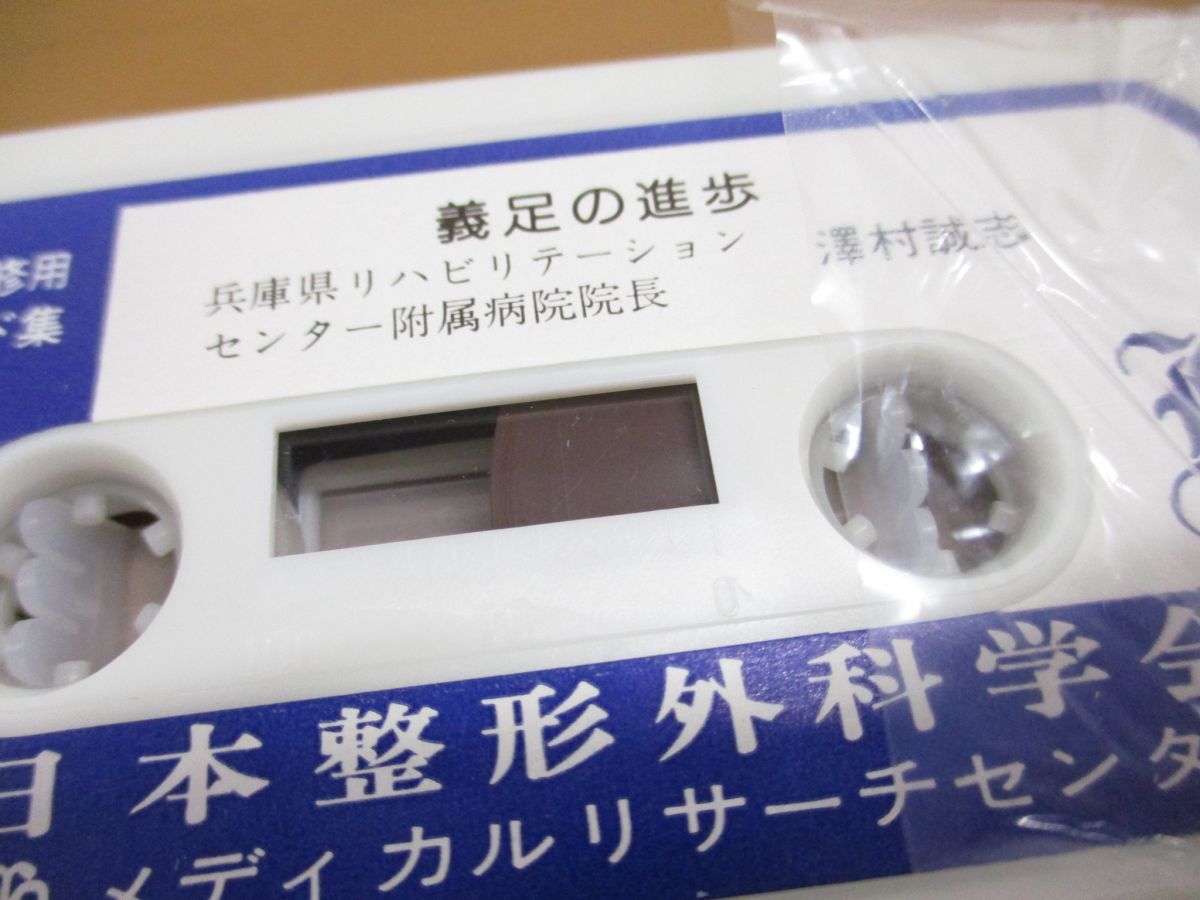 義足の進歩
兵庫県リハビリテーション
センター附属病院院長
澤村誠志
修用
集
日本整形外科学会
メディカルリサーチセンタ